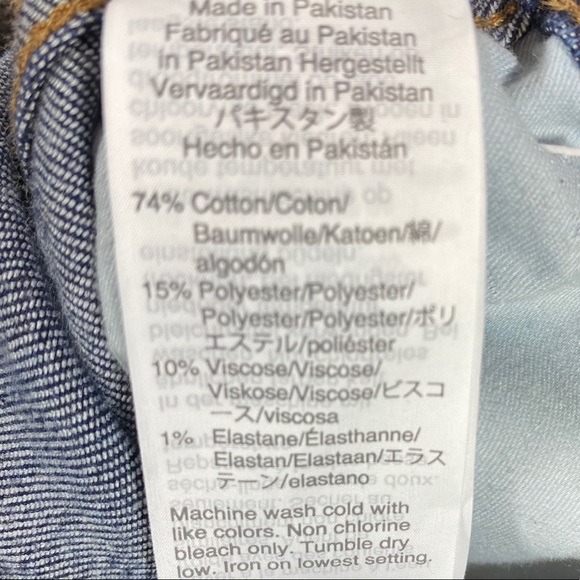 Made in Pakistan
Fabriqué au Pakistan
in Pakistan Hergestellt
Vervaardigd in Pakistan
パキスタン製
Hecho en Pakistán
74% Cotton/Coton/
Baumwolle/Katoen/綿/
algodón
15% Polyester/Polyester/
Polyester/Polyester/ポリ
エステル/poliéster
10% Viscose/Viscose/
Viskose/Viscose/ビスコ
ース/viscosa
1% Elastane/Élasthanne/
Elastan/Elastaan/エラス
テーン/elastano
Machine wash cold with
like colors. Non chlorine
bleach only. Tumble dry
low. Iron on lowest setting.